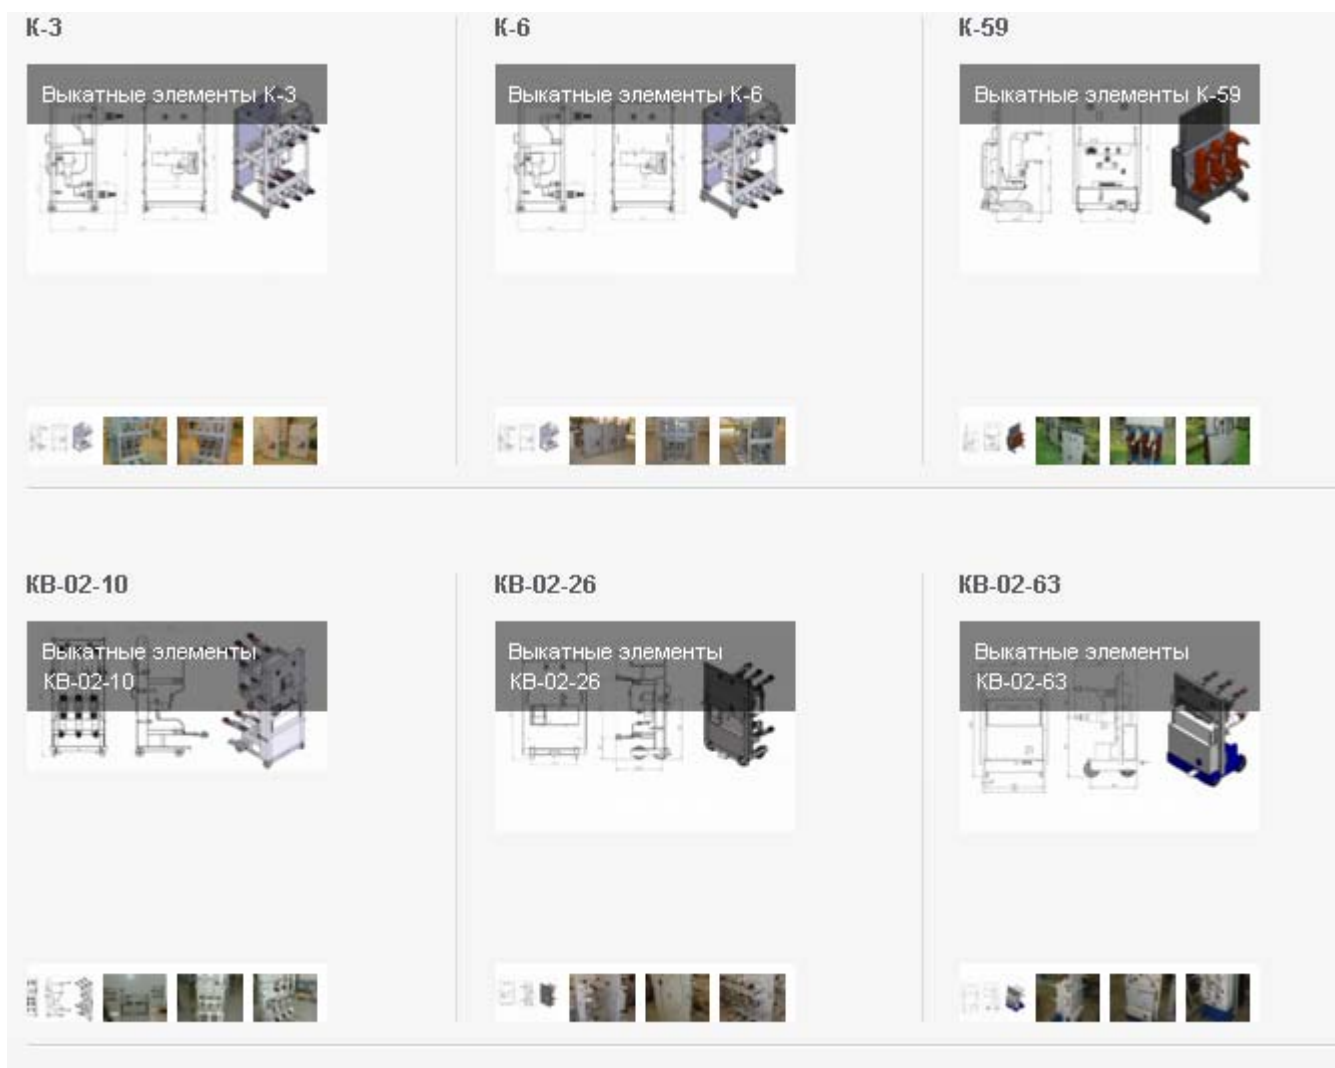 К-3
К-6
К-59
Выкатные элементы К-3
Выкатные элементы К-6
Выкатные элементы К-59
КВ-02-10
КВ-02-26
КВ-02-63
Выкатные элементы
КВ-02-10
Выкатные элементы
КВ-02-26
Выкатные элементы
КВ-02-63